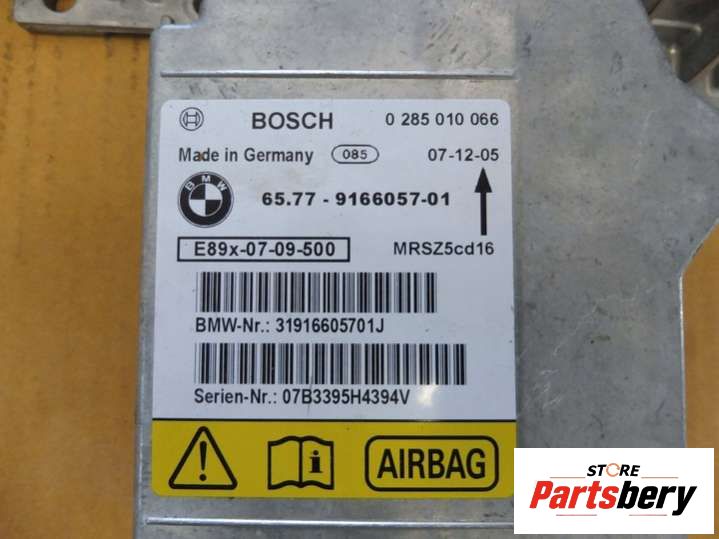 BOSCH 0 285 010 066
Made in Germany 085 07-12-05
BMW 65.77 - 9166057-01
E89x-07-09-500 MRSZ5cd16
BMW-Nr.: 31916605701J
Serien-Nr.: 07B3395H4394V
AIRBAG
STORE
Partsbery